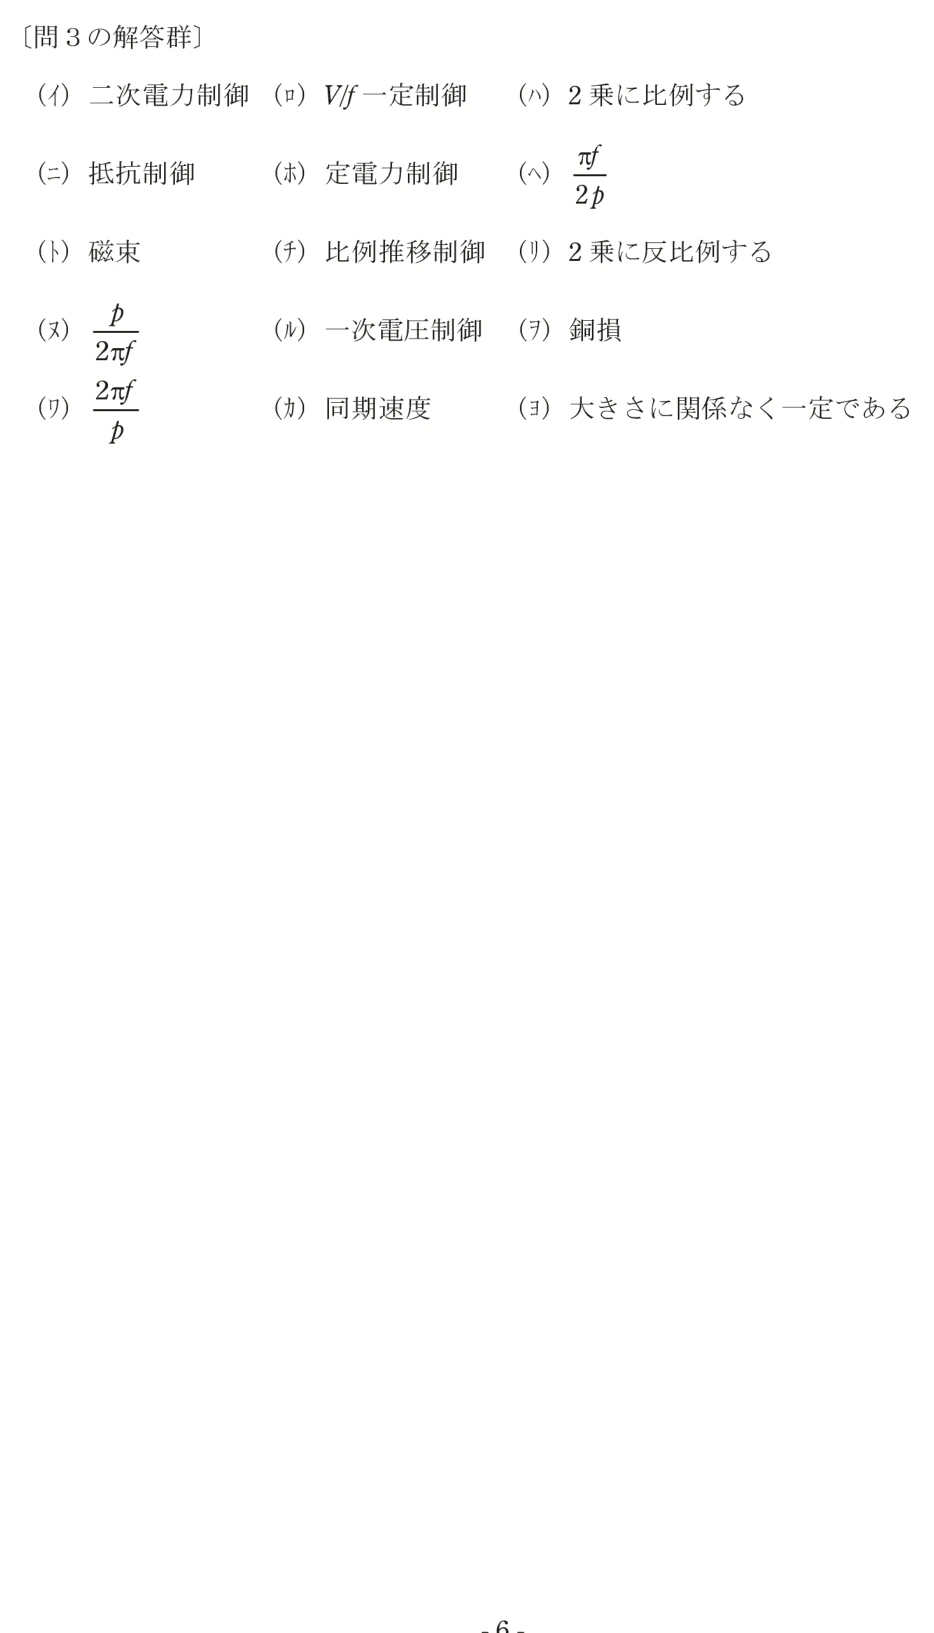 〔問３の解答群〕
(ｲ) 二次電力制御 (ﾛ) V/f 一定制御 (ﾊ) 2 乗に比例する
(ﾆ) 抵抗制御 (ﾎ) 定電力制御 (ﾍ) πf/2p
(ﾄ) 磁束 (ﾁ) 比例推移制御 (ﾘ) 2 乗に反比例する
(ﾇ) p/2πf (ﾙ) 一次電圧制御 (ｦ) 銅損
(ﾜ) 2πf/p (ｶ) 同期速度 (ﾖ) 大きさに関係なく一定である
- 6 -